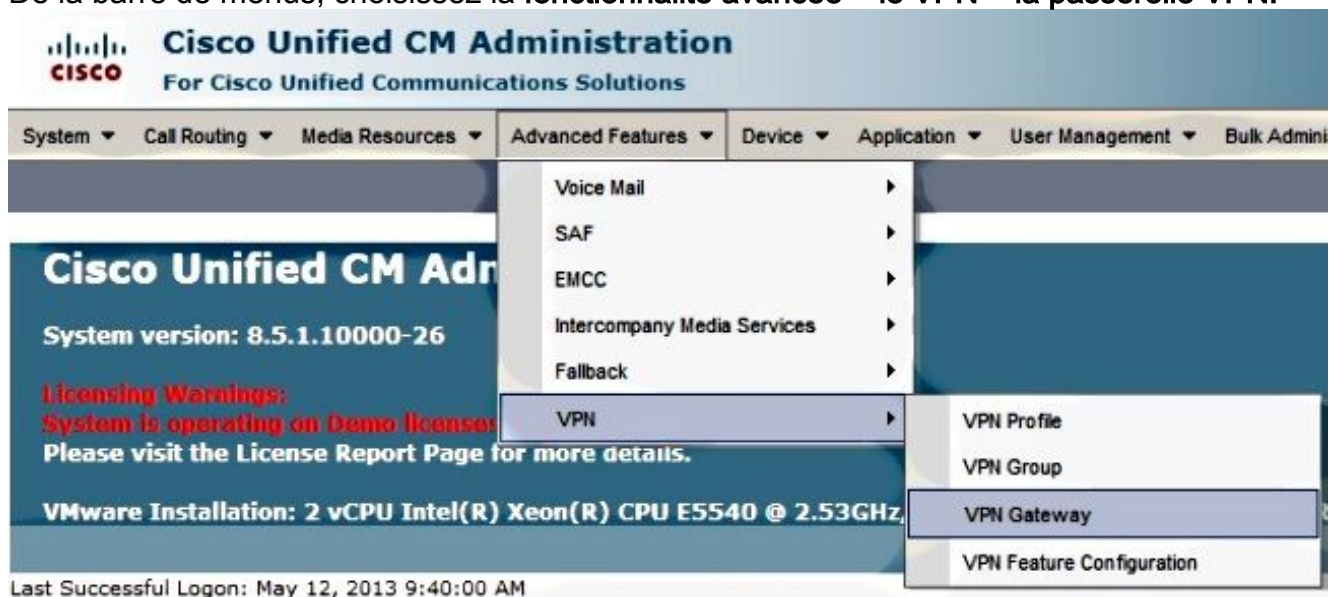 De la barre de menus, choisissez la fonctionnalité avancée > le VPN > la passerelle VPN.
Cisco Unified CM Administration
CISCO
For Cisco Unified Communications Solutions
System Call Routing Media Resources Advanced Features Device Application User Management Bulk Admini
Voice Mail
SAF
EMCC
Intercompany Media Services
Fallback
VPN
VPN Profile
VPN Group
VPN Gateway
VPN Feature Configuration
Cisco Unified CM Adm
System version: 8.5.1.10000-26
Licensing Warnings:
System is operating on Demo licenses
Please visit the License Report Page for more details.
VMware Installation: 2 vCPU Intel(R) Xeon(R) CPU E5540 @ 2.53GHz,
Last Successful Logon: May 12, 2013 9:40:00 AM